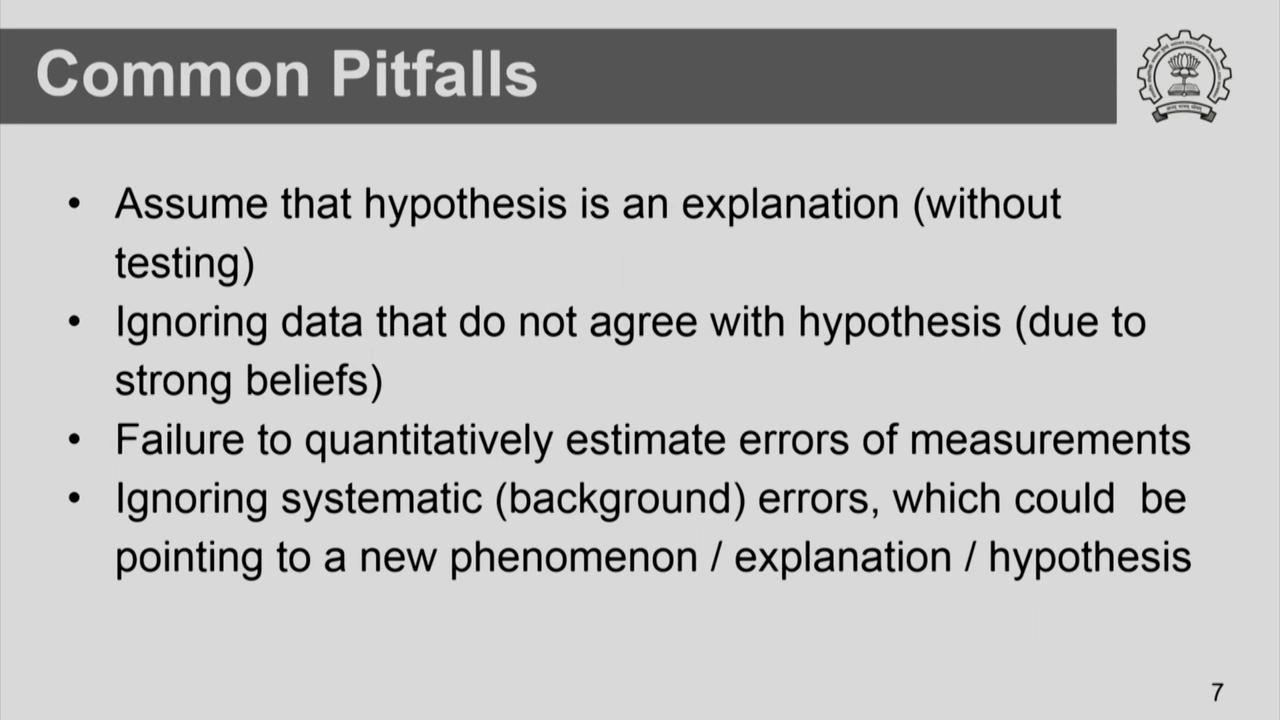 Common Pitfalls
• Assume that hypothesis is an explanation (without
testing)
• Ignoring data that do not agree with hypothesis (due to
strong beliefs)
• Failure to quantitatively estimate errors of measurements
• Ignoring systematic (background) errors, which could  be
pointing to a new phenomenon / explanation / hypothesis
7